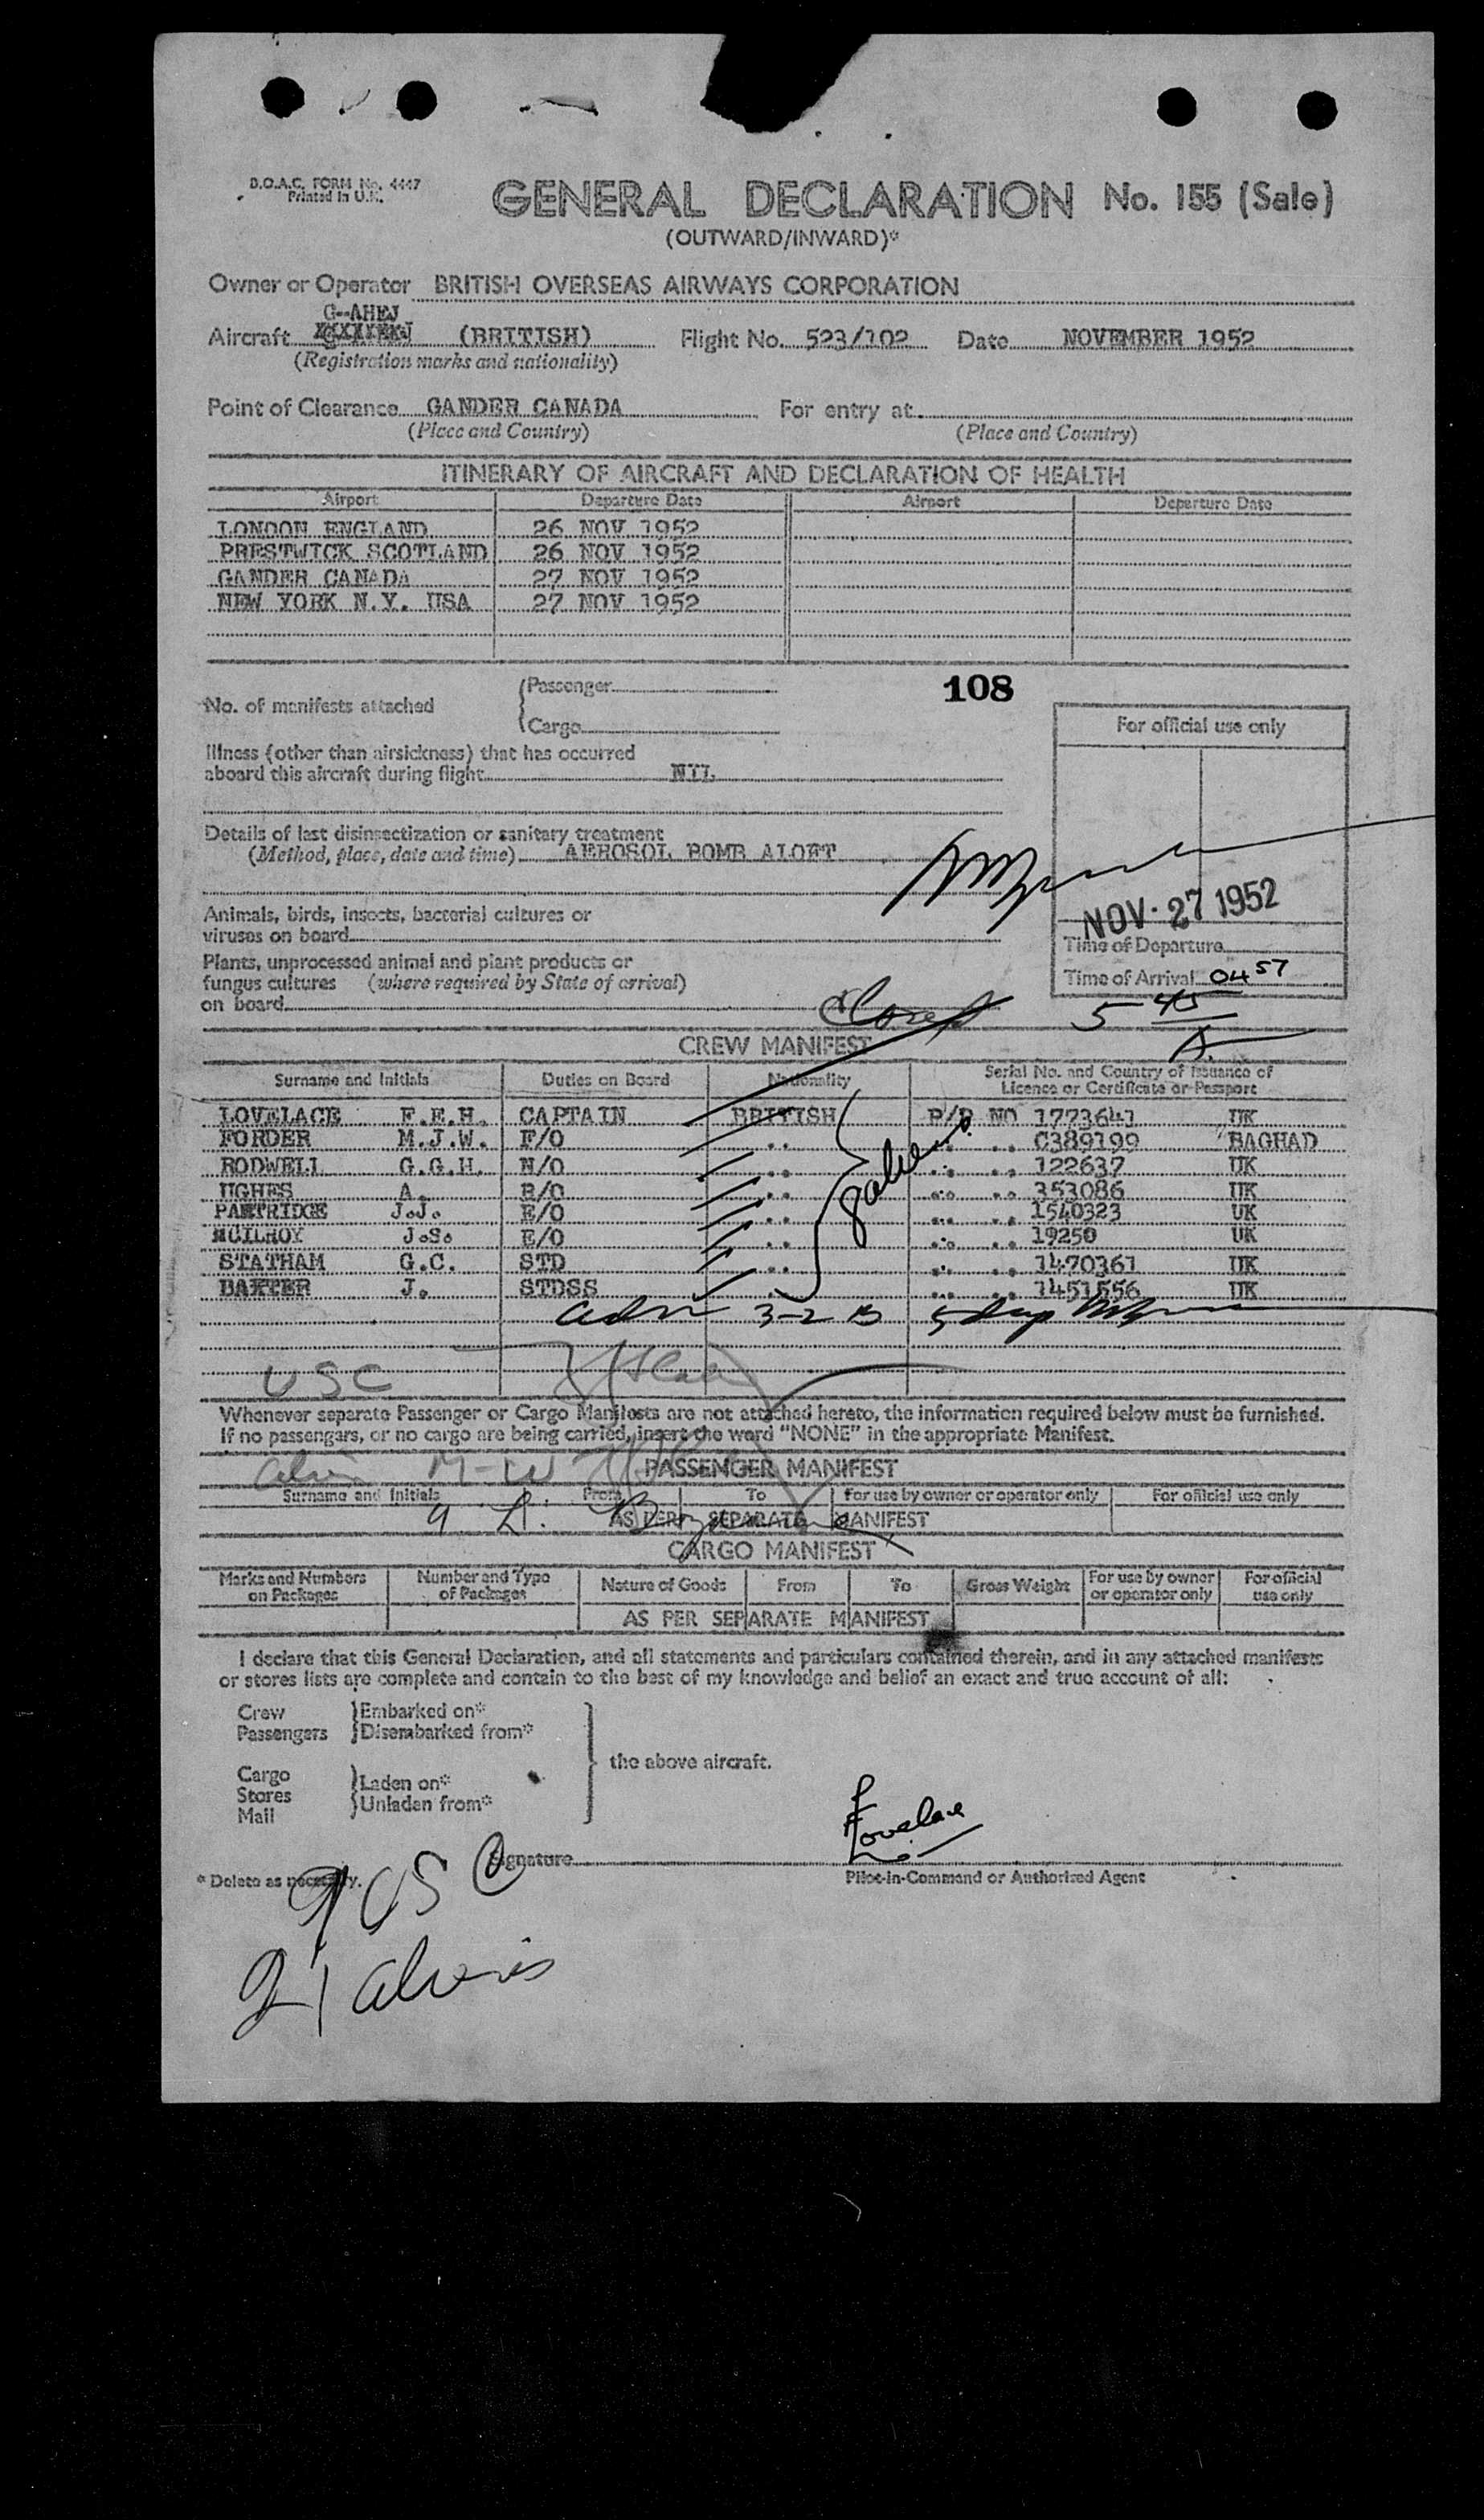 B.O.A.C. FORM No. 4447
Printed in U.K.
GENERAL DECLARATION No. 155 (Sale)
(OUTWARD/INWARD)*
Owner or Operator BRITISH OVERSEAS AIRWAYS CORPORATION
G-AHEJ
Aircraft (BRITISH) Flight No. 523/102 Date NOVEMBER 1952
(Registration marks and nationality)
Point of Clearance GANDER CANADA For entry at
(Place and Country) (Place and Country)
ITINERARY OF AIRCRAFT AND DECLARATION OF HEALTH
Airport Departure Date Airport Departure Date
LONDON ENGLAND 26 NOV 1952
PRESTWICK SCOTLAND 26 NOV 1952
GANDER CANADA 27 NOV 1952
NEW YORK N.Y. USA 27 NOV 1952
108
No. of manifests attached {Passenger
{Cargo
For official use only
Illness (other than airsickness) that has occurred
aboard this aircraft during flight NIL
Details of last disinsectization or sanitary treatment
(Method, place, date and time) AEROSOL BOMB ALOFT
NOV. 27 1952
Animals, birds, insects, bacterial cultures or
viruses on board
Time of Departure
Plants, unprocessed animal and plant products or
fungus cultures (where required by State of arrival)
on board
Time of Arrival 0457
5 45
CREW MANIFEST
Surname and Initials Duties on Board Nationality Serial No. and Country of Issuance of
Licence or Certificate or Passport
LOVELACE F.E.H. CAPTAIN BRITISH P/P NO 1773641 UK
FORDER M.J.W. F/O .. .. .. C389199 BAGHAD
RODWELL G.G.H. N/O .. .. .. 122637 UK
UGHES A. R/O .. .. .. 353086 UK
PARTRIDGE J.J. E/O .. .. .. 1540323 UK
MCILROY J.S. E/O .. .. .. 19250 UK
STATHAM G.C. STD .. .. .. 1470361 UK
BAXTER J. STDSS .. .. .. 1451556 UK
3-2 B
USC
Whenever separate Passenger or Cargo Manifests are not attached hereto, the information required below must be furnished.
If no passengers, or no cargo are being carried, insert the word "NONE" in the appropriate Manifest.
PASSENGER MANIFEST
Surname and Initials From To For use by owner or operator only For official use only
AS PER SEPARATE MANIFEST
CARGO MANIFEST
Marks and Numbers on Packages Number and Type of Packages Nature of Goods From To Gross Weight For use by owner or operator only For official use only
AS PER SEPARATE MANIFEST
I declare that this General Declaration, and all statements and particulars contained therein, and in any attached manifests
or stores lists are complete and contain to the best of my knowledge and belief an exact and true account of all:
Crew }Embarked on*
Passengers }Disembarked from*
the above aircraft.
Cargo }Laden on*
Stores
Mail }Unladen from*
F Lovelace
Signature
* Delete as necessary. Pilot-in-Command or Authorised Agent
9 USC
21 aliens